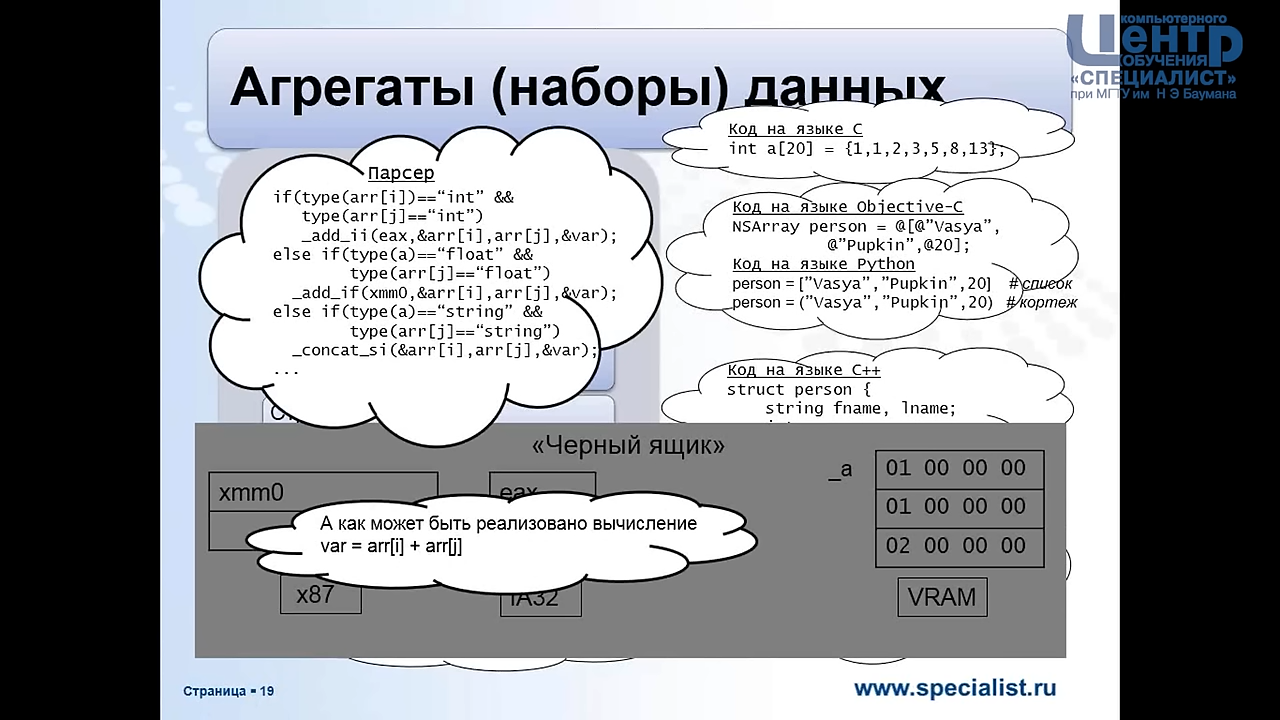 компьютерного
Центр
ОБУЧЕНИЯ
«СПЕЦИАЛИСТ»
при МГТУ им Н Э Баумана
Агрегаты (наборы) данных
Парсер
if(type(arr[i])==“int” &&
type(arr[j]==“int”)
_add_ii(eax,&arr[i],arr[j],&var);
else if(type(a)==“float” &&
type(arr[j]==“float”)
_add_if(xmm0,&arr[i],arr[j],&var);
else if(type(a)==“string” &&
type(arr[j]==“string”)
_concat_si(&arr[i],arr[j],&var);
...
Код на языке C
int a[20] = {1,1,2,3,5,8,13};
Код на языке Objective-C
NSArray person = @[@”Vasya”,
@”Pupkin”,@20];
Код на языке Python
person = [”Vasya”,”Pupkin”,20] # список
person = (”Vasya”,”Pupkin”,20) # кортеж
Код на языке C++
struct person {
string fname, lname;
«Черный ящик»
xmm0
eax
_a
01 00 00 00
01 00 00 00
02 00 00 00
А как может быть реализовано вычисление
var = arr[i] + arr[j]
x87
IA32
VRAM
Страница ▪ 19
www.specialist.ru